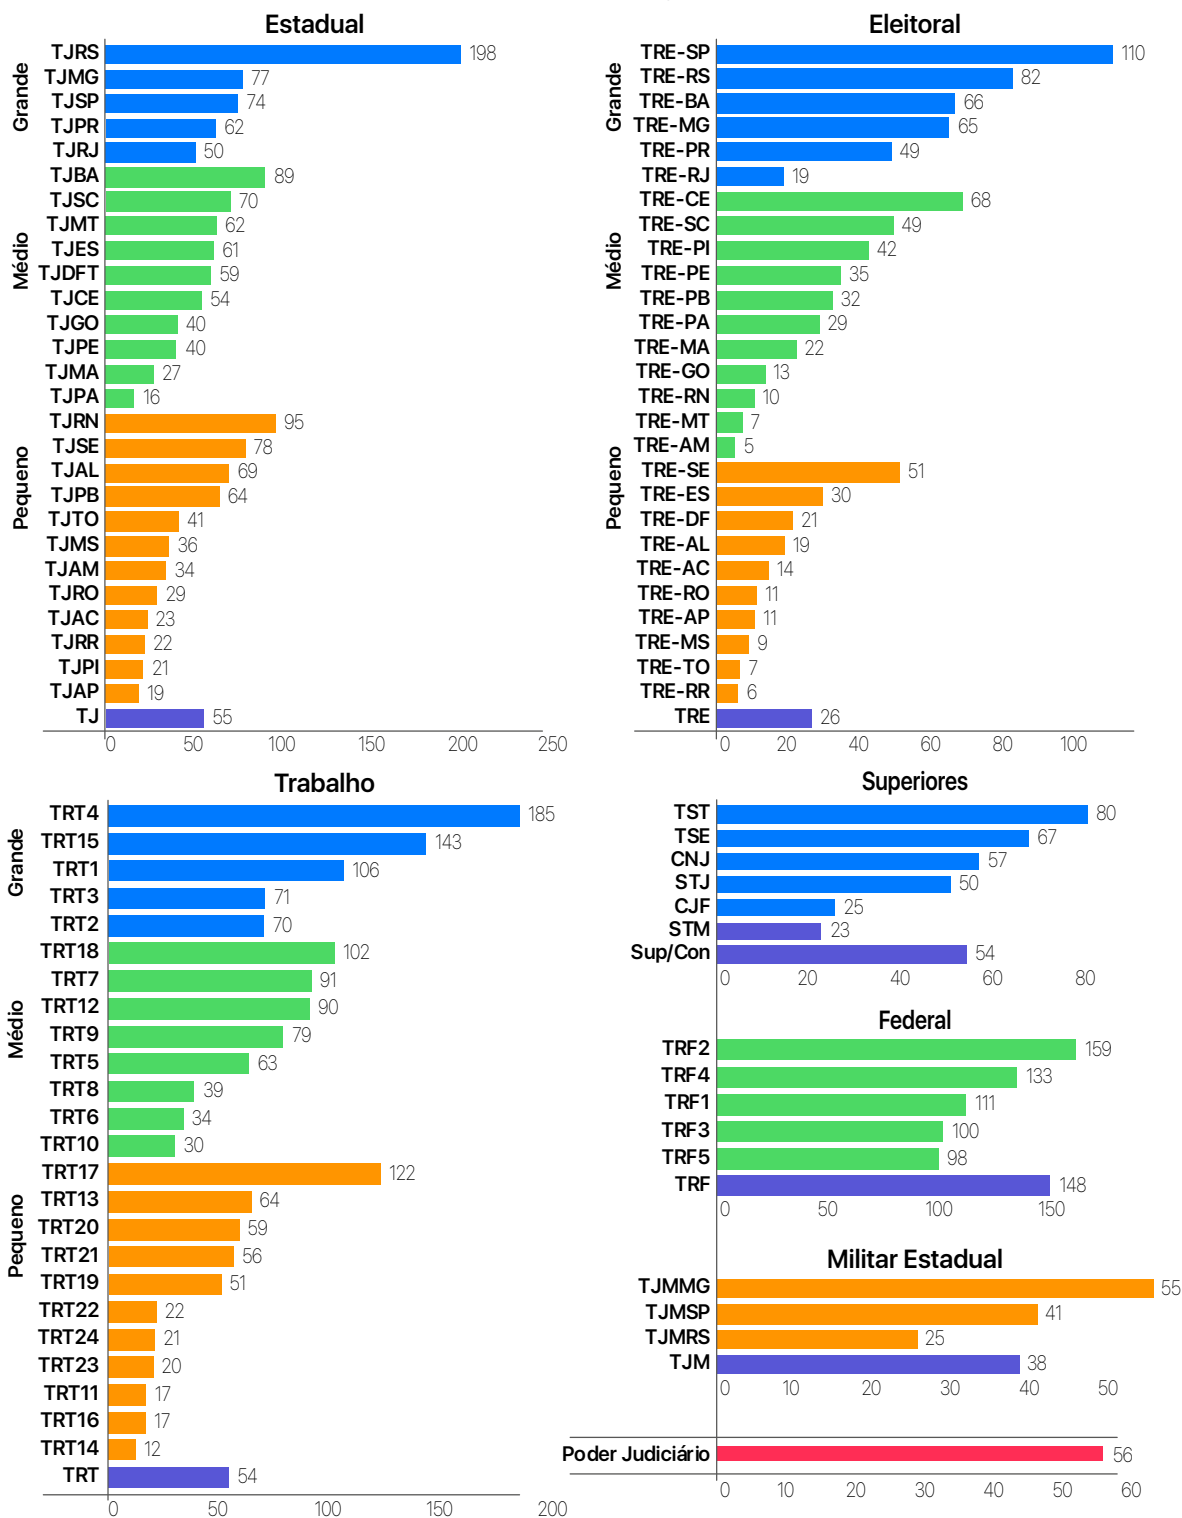 Estadual
Grande
TJRS 198
TJMG 77
TJSP 74
TJPR 62
TJRJ 50
Médio
TJBA 89
TJSC 70
TJMT 62
TJES 61
TJDFT 59
TJCE 54
TJGO 40
TJPE 40
TJMA 27
TJPA 16
Pequeno
TJRN 95
TJSE 78
TJAL 69
TJPB 64
TJTO 41
TJMS 36
TJAM 34
TJRO 29
TJAC 23
TJRR 22
TJPI 21
TJAP 19
TJ 55
0 50 100 150 200 250
Eleitoral
Grande
TRE-SP 110
TRE-RS 82
TRE-BA 66
TRE-MG 65
TRE-PR 49
TRE-RJ 19
Médio
TRE-CE 68
TRE-SC 49
TRE-PI 42
TRE-PE 35
TRE-PB 32
TRE-PA 29
TRE-MA 22
TRE-GO 13
TRE-RN 10
TRE-MT 7
TRE-AM 5
Pequeno
TRE-SE 51
TRE-ES 30
TRE-DF 21
TRE-AL 19
TRE-AC 14
TRE-RO 11
TRE-AP 11
TRE-MS 9
TRE-TO 7
TRE-RR 6
TRE 26
0 20 40 60 80 100
Trabalho
Grande
TRT4 185
TRT15 143
TRT1 106
TRT3 71
TRT2 70
Médio
TRT18 102
TRT7 91
TRT12 90
TRT9 79
TRT5 63
TRT8 39
TRT6 34
TRT10 30
Pequeno
TRT17 122
TRT13 64
TRT20 59
TRT21 56
TRT19 51
TRT22 22
TRT24 21
TRT23 20
TRT11 17
TRT16 17
TRT14 12
TRT 54
0 50 100 150 200
Superiores
TST 80
TSE 67
CNJ 57
STJ 50
CJF 25
STM 23
Sup/Con 54
0 20 40 60 80
Federal
TRF2 159
TRF4 133
TRF1 111
TRF3 100
TRF5 98
TRF 148
0 50 100 150
Militar Estadual
TJMMG 55
TJMSP 41
TJMRS 25
TJM 38
0 10 20 30 40 50
Poder Judiciário 56
0 10 20 30 40 50 60